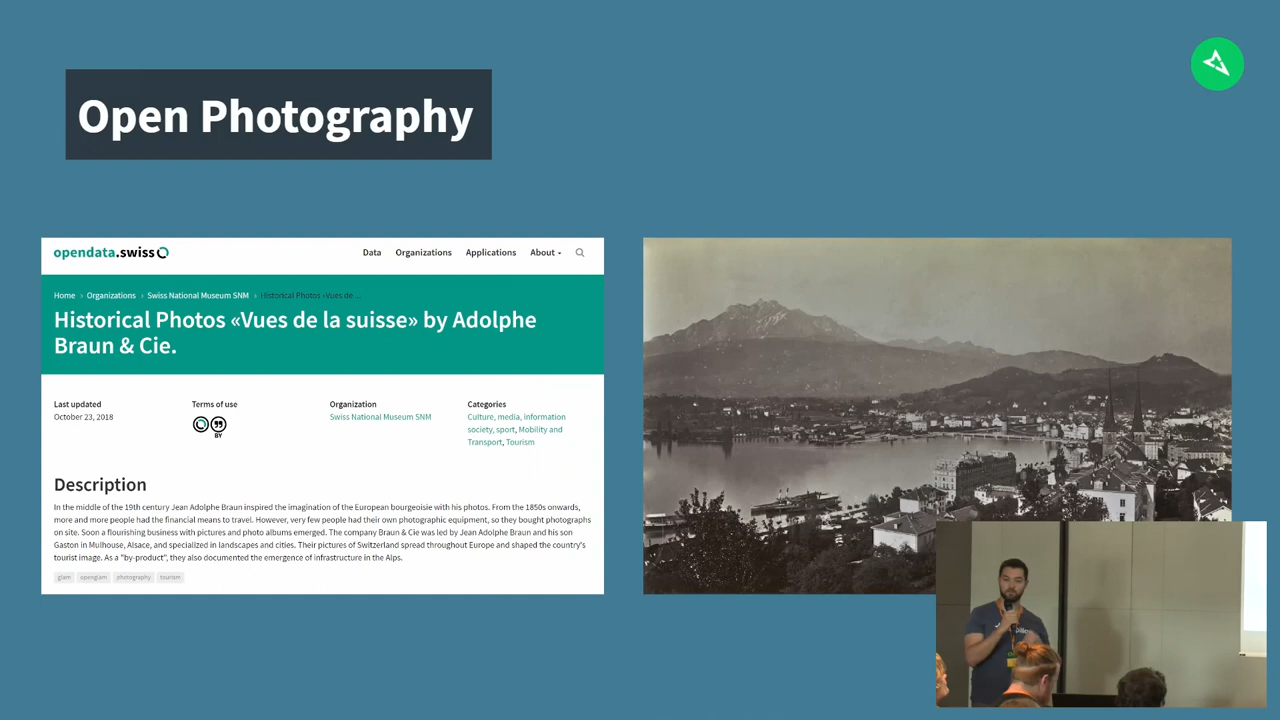 Open Photography
opendata.swiss
Data Organizations Applications About
Home › Organizations › Swiss National Museum SNM › Historical Photos «Vues de ...
Historical Photos «Vues de la suisse» by Adolphe
Braun & Cie.
Last updated
October 23, 2018
Terms of use
BY
Organization
Swiss National Museum SNM
Categories
Culture, media, information
society, sport, Mobility and
Transport, Tourism
Description
In the middle of the 19th century Jean Adolphe Braun inspired the imagination of the European bourgeoisie with his photos. From the 1850s onwards,
more and more people had the financial means to travel. However, very few people had their own photographic equipment, so they bought photographs
on site. Soon a flourishing business with pictures and photo albums emerged. The company Braun & Cie was led by Jean Adolphe Braun and his son
Gaston in Mulhouse, Alsace, and specialized in landscapes and cities. Their pictures of Switzerland spread throughout Europe and shaped the country's
tourist image. As a "by-product", they also documented the emergence of infrastructure in the Alps.
glam openglam photography tourism